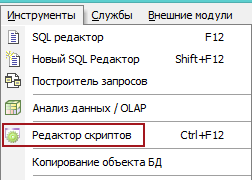 Инструменты Службы Внешние модули
SQL редактор F12
Новый SQL Редактор Shift+F12
Построитель запросов
Анализ данных / OLAP
Редактор скриптов Ctrl+F12
Копирование объекта БД